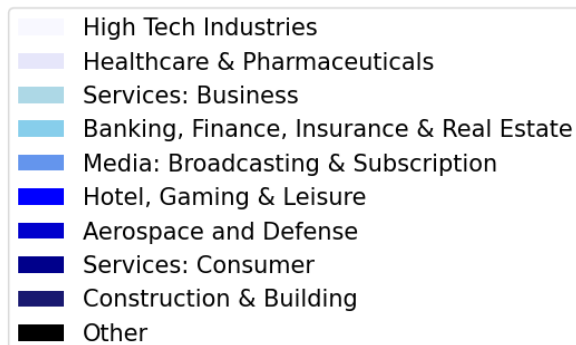 High Tech Industries
Healthcare & Pharmaceuticals
Services: Business
Banking, Finance, Insurance & Real Estate
Media: Broadcasting & Subscription
Hotel, Gaming & Leisure
Aerospace and Defense
Services: Consumer
Construction & Building
Other